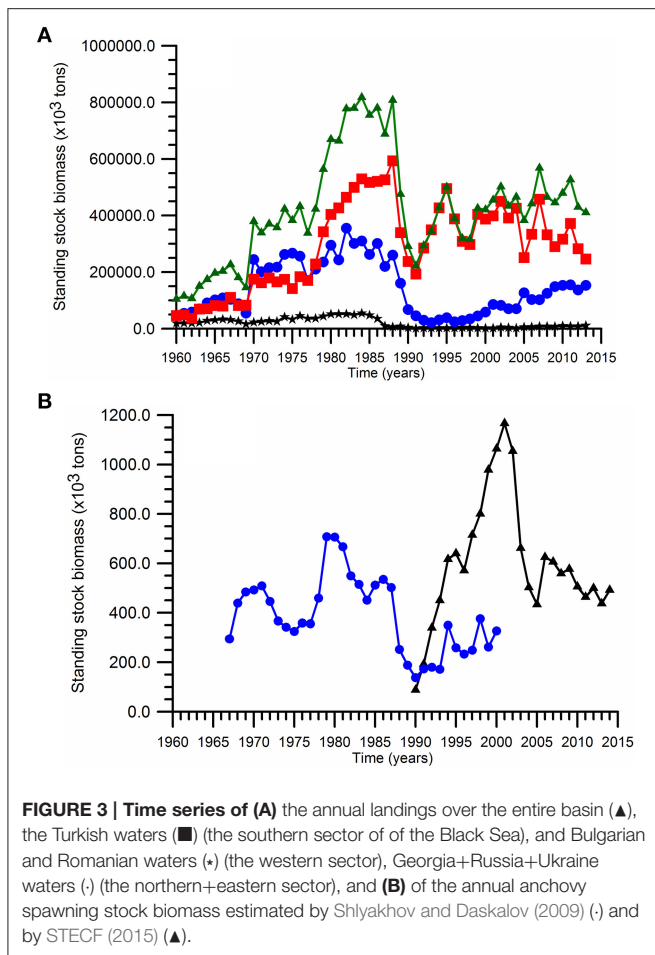 A
Standing stock biomass (x10³ tons)
1000000.0
800000.0
600000.0
400000.0
200000.0
0.0
1960 1965 1970 1975 1980 1985 1990 1995 2000 2005 2010 2015
Time (years)
B
Standing stock biomass (x10³ tons)
1200.0
1000.0
800.0
600.0
400.0
200.0
0.0
1960 1965 1970 1975 1980 1985 1990 1995 2000 2005 2010 2015
Time (years)
FIGURE 3 | Time series of (A) the annual landings over the entire basin (▲),
the Turkish waters (■) (the southern sector of of the Black Sea), and Bulgarian
and Romanian waters (⋆) (the western sector), Georgia+Russia+Ukraine
waters (·) (the northern+eastern sector), and (B) of the annual anchovy
spawning stock biomass estimated by Shlyakhov and Daskalov (2009) (·) and
by STECF (2015) (▲).